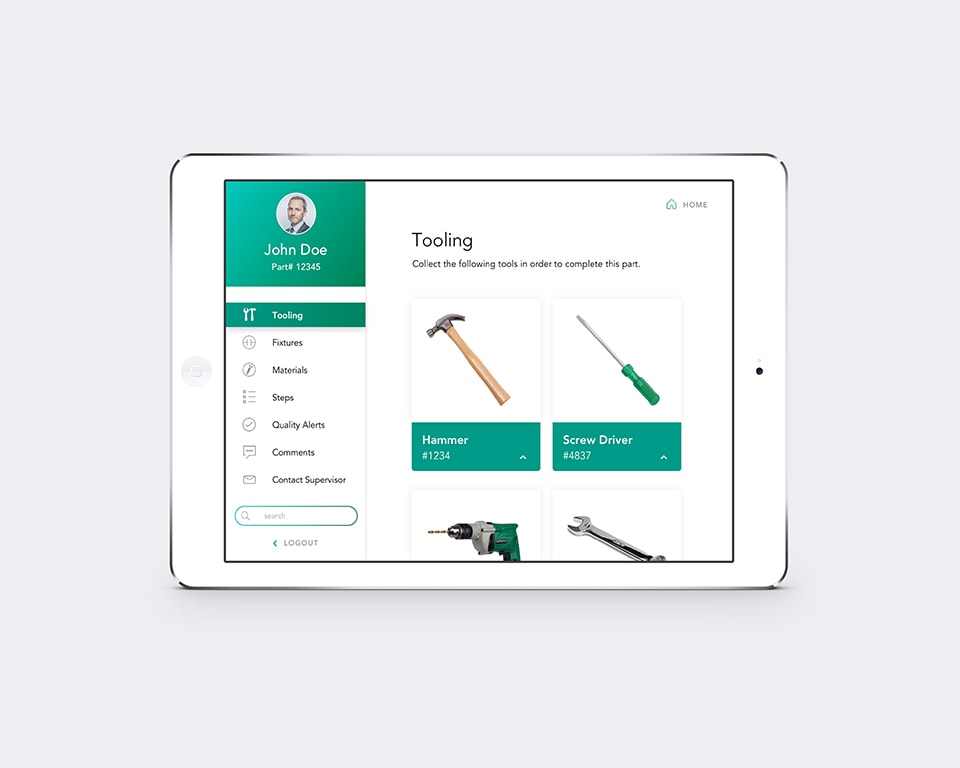 John Doe
Part# 12345
Tooling
Fixtures
Materials
Steps
Quality Alerts
Comments
Contact Supervisor
search
LOGOUT
HOME
Tooling
Collect the following tools in order to complete this part.
Hammer
#1234
Screw Driver
#4837